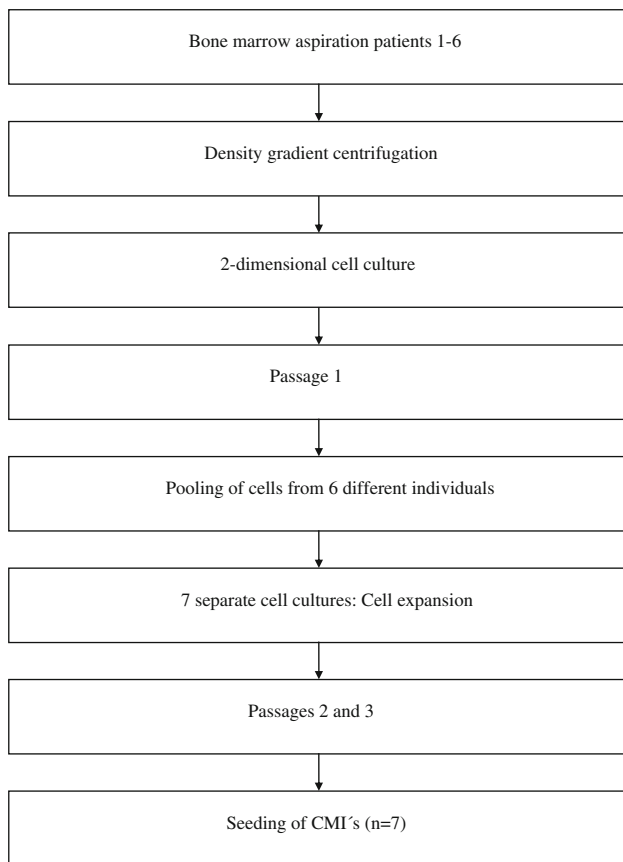 Bone marrow aspiration patients 1-6
Density gradient centrifugation
2-dimensional cell culture
Passage 1
Pooling of cells from 6 different individuals
7 separate cell cultures: Cell expansion
Passages 2 and 3
Seeding of CMI´s (n=7)